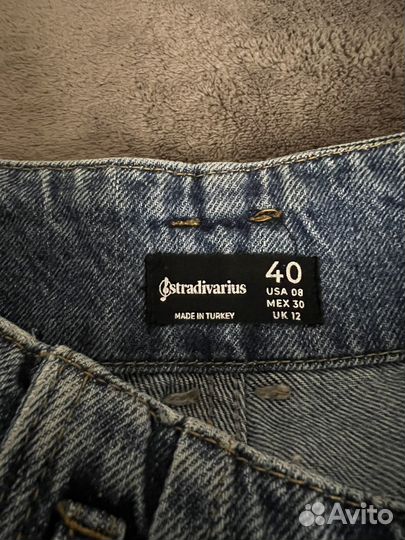 stradivarius
MADE IN TURKEY
40
USA 08
MEX 30
UK 12
Avito